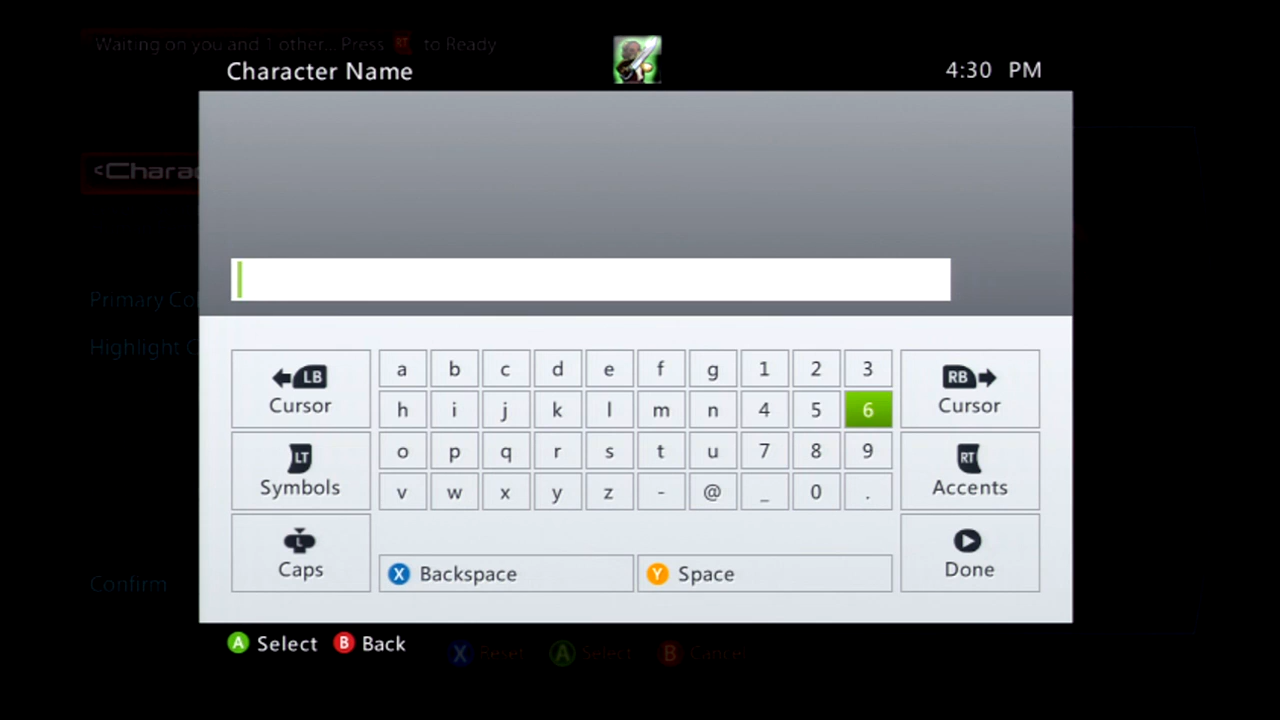 Waiting on you and 1 other... Press RT to Ready
Character Name
4:30 PM
<Charac
Primary Co
Highlight C
LB
Cursor
a b c d e f g 1 2 3
RB
Cursor
h i j k l m n 4 5 6
LT
Symbols
o p q r s t u 7 8 9
RT
Accents
v w x y z - @ _ 0 .
L
Caps
X Backspace
Y Space
Done
Confirm
A Select B Back
X Reset A Select B Cancel